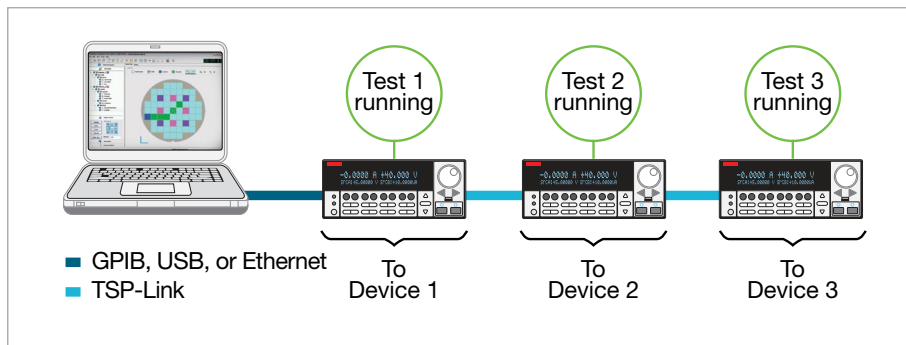 Test 1
running
Test 2
running
Test 3
running
-0.0000 A +40.000 V
-0.0000 A +40.000 V
-0.0000 A +40.000 V
GPIB, USB, or Ethernet
TSP-Link
To
Device 1
To
Device 2
To
Device 3